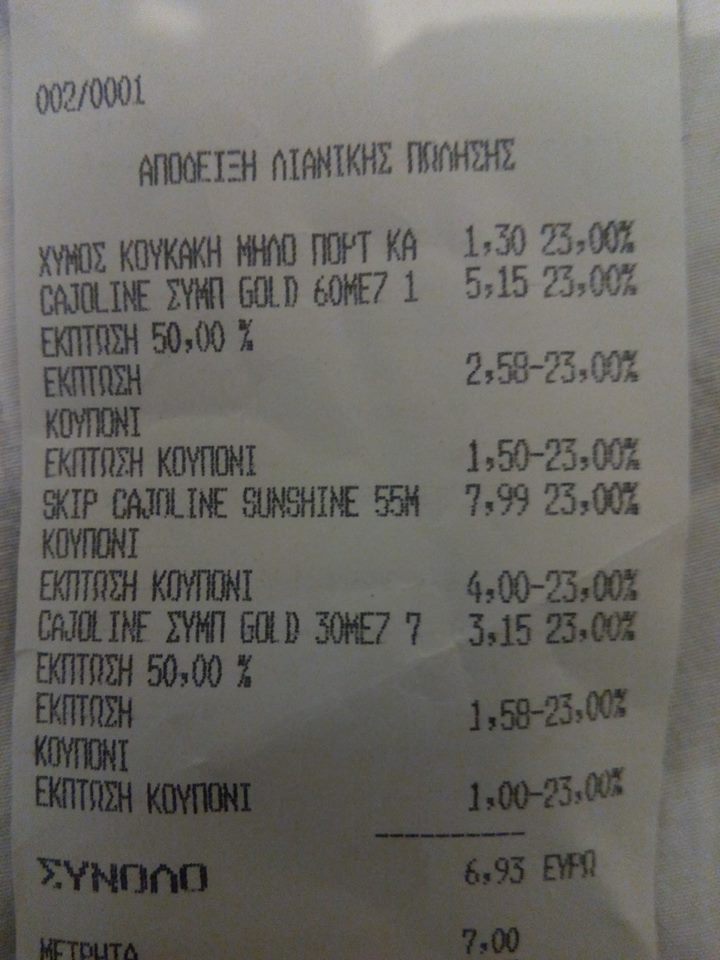 002/0001
ΑΠΟΔΕΙΞΗ ΛΙΑΝΙΚΗΣ ΠΩΛΗΣΗΣ
ΧΥΜΟΣ ΚΟΥΚΑΚΗ ΜΗΛΟ ΠΟΡΤ ΚΑ 1,30 23,00%
CAJOLINE ΣΥΜΠ GOLD 60ΜΕ7 1 5,15 23,00%
ΕΚΠΤΩΣΗ 50,00 %
ΕΚΠΤΩΣΗ 2,58-23,00%
ΚΟΥΠΟΝΙ
ΕΚΠΤΩΣΗ ΚΟΥΠΟΝΙ 1,50-23,00%
SKIP CAJOLINE SUNSHINE 55M 7,99 23,00%
ΚΟΥΠΟΝΙ
ΕΚΠΤΩΣΗ ΚΟΥΠΟΝΙ 4,00-23,00%
CAJOLINE ΣΥΜΠ GOLD 30ΜΕ7 7 3,15 23,00%
ΕΚΠΤΩΣΗ 50,00 %
ΕΚΠΤΩΣΗ 1,58-23,00%
ΚΟΥΠΟΝΙ
ΕΚΠΤΩΣΗ ΚΟΥΠΟΝΙ 1,00-23,00%
ΣΥΝΟΛΟ 6,93 ΕΥΡΩ
ΜΕΤΡΗΤΑ 7,00